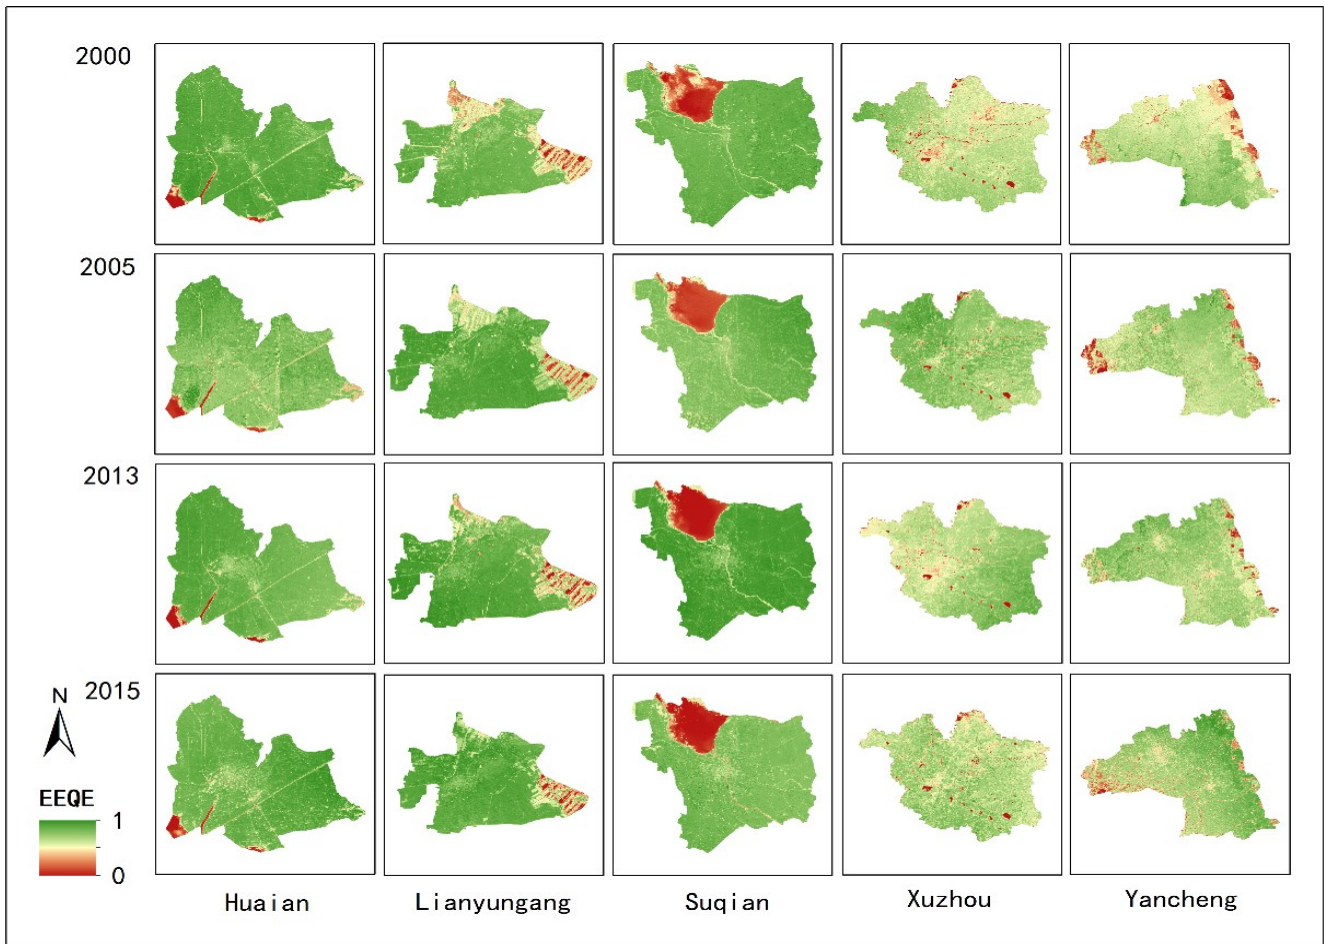 2000
2005
2013
2015
N
EEQE
1
0
Huaian
Lianyungang
Suqian
Xuzhou
Yancheng